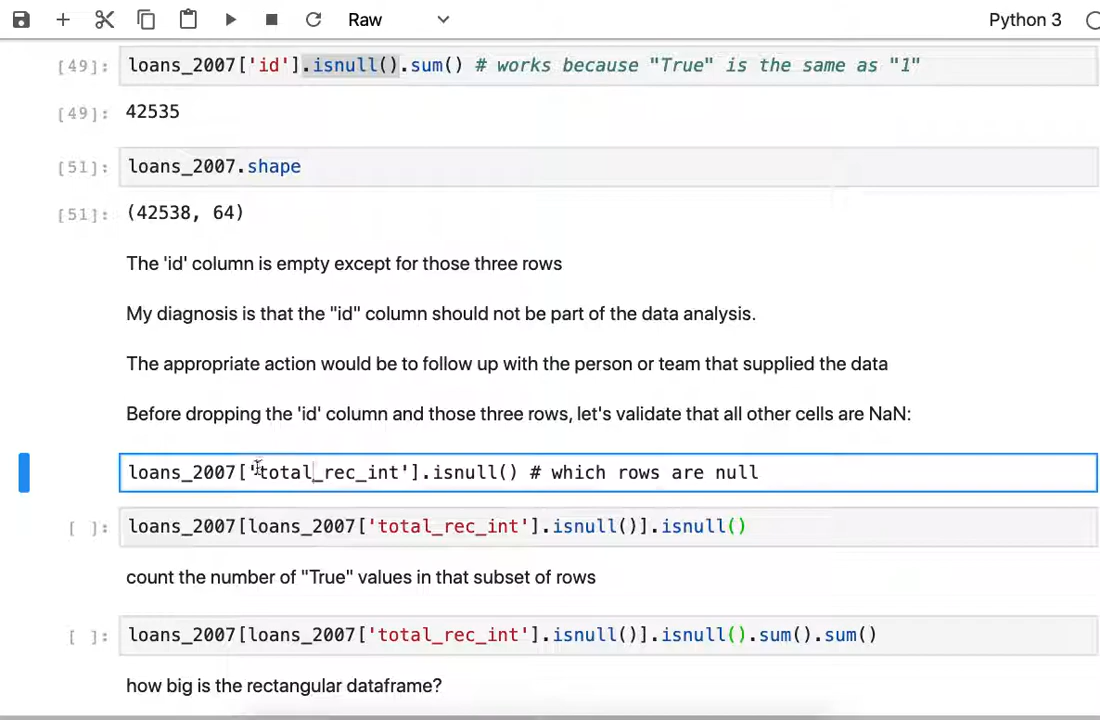 Raw
Python 3
[49]: loans_2007['id'].isnull().sum() # works because "True" is the same as "1"
[49]: 42535
[51]: loans_2007.shape
[51]: (42538, 64)
The 'id' column is empty except for those three rows
My diagnosis is that the "id" column should not be part of the data analysis.
The appropriate action would be to follow up with the person or team that supplied the data
Before dropping the 'id' column and those three rows, let's validate that all other cells are NaN:
loans_2007['total_rec_int'].isnull() # which rows are null
[ ]: loans_2007[loans_2007['total_rec_int'].isnull()].isnull()
count the number of "True" values in that subset of rows
[ ]: loans_2007[loans_2007['total_rec_int'].isnull()].isnull().sum().sum()
how big is the rectangular dataframe?